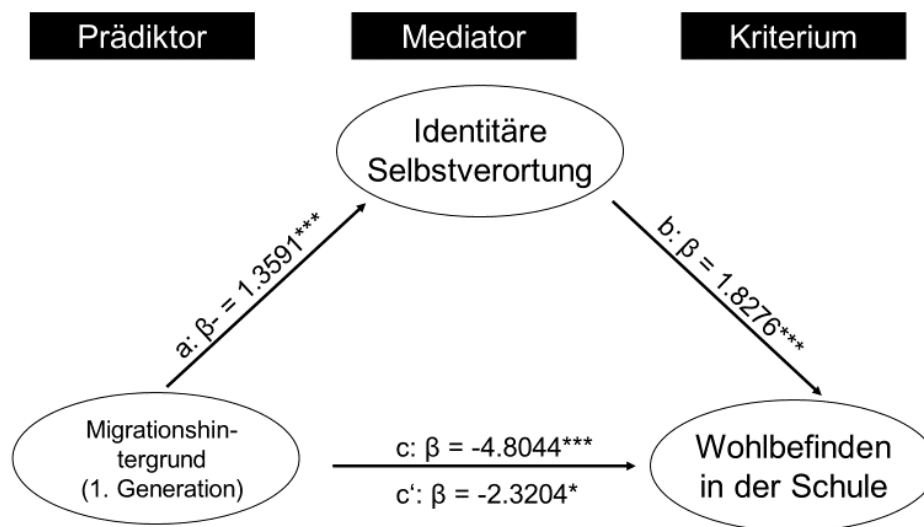 Prädiktor
Mediator
Kriterium
Identitäre
Selbstverortung
a: β- = 1.3591***
b: β = 1.8276***
Migrationshin-
tergrund
(1. Generation)
c: β = -4.8044***
c‘: β = -2.3204*
Wohlbefinden
in der Schule